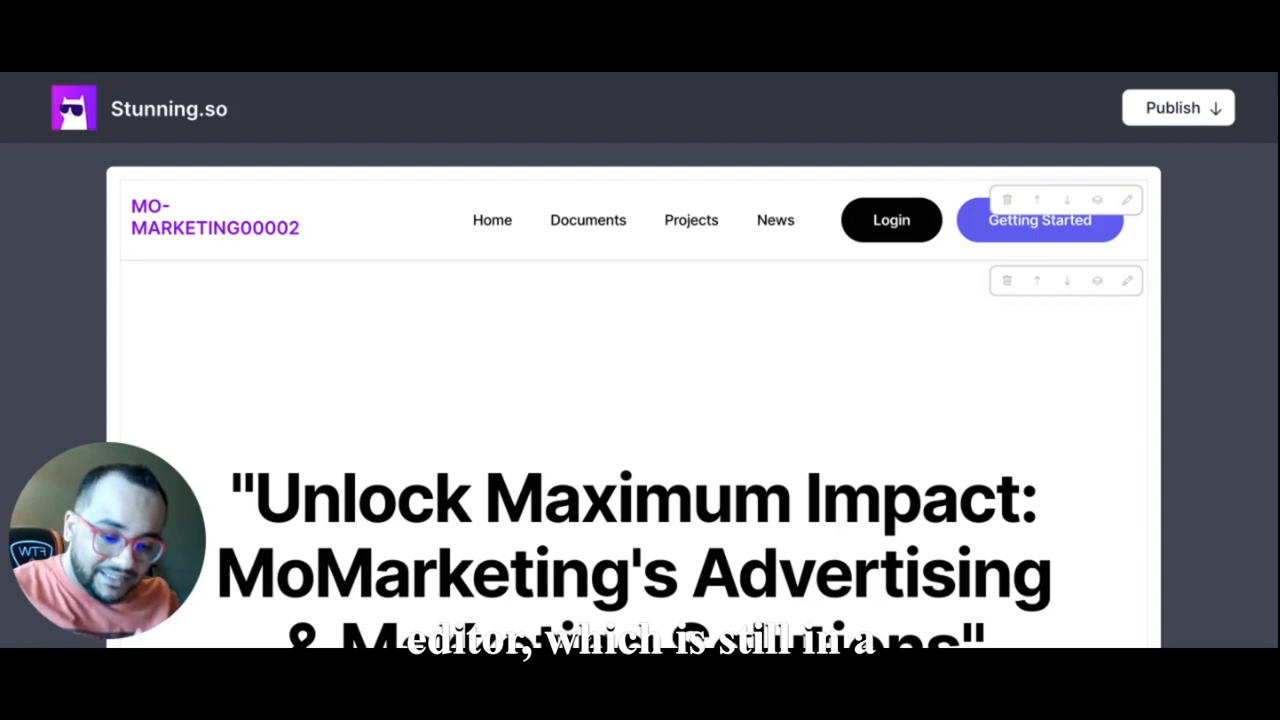 Stunning.so
Publish
MO-
MARKETING00002
Home
Documents
Projects
News
Login
Getting Started
"Unlock Maximum Impact:
MoMarketing's Advertising
editor, which is still in a